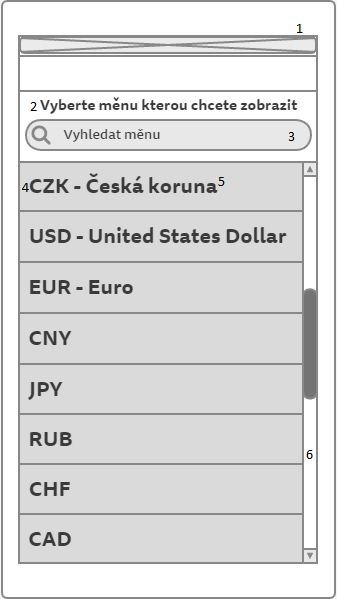 1
2 Vyberte měnu kterou chcete zobrazit
Vyhledat měnu 3
4 CZK - Česká koruna 5
USD - United States Dollar
EUR - Euro
CNY
JPY
RUB
6
CHF
CAD